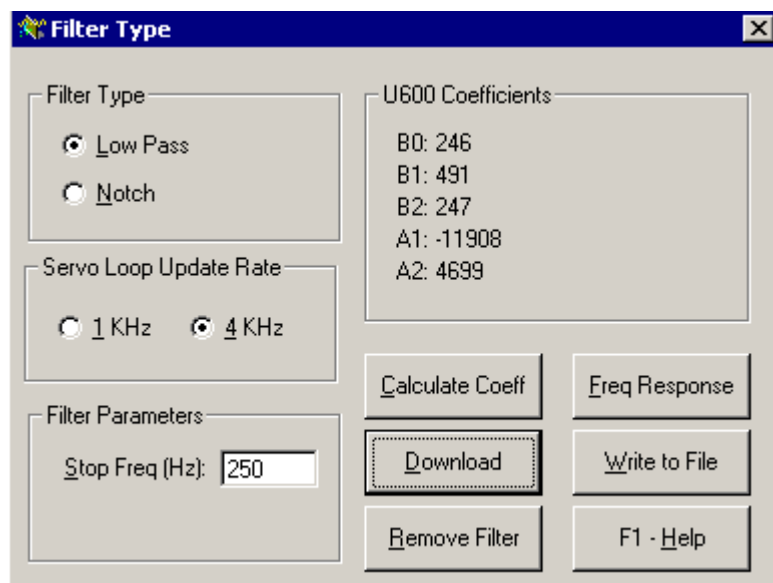 Filter Type
Filter Type
Low Pass
Notch
Servo Loop Update Rate
1 KHz
4 KHz
Filter Parameters
Stop Freq (Hz): 250
U600 Coefficients
B0: 246
B1: 491
B2: 247
A1: -11908
A2: 4699
Calculate Coeff
Freq Response
Download
Write to File
Remove Filter
F1 - Help